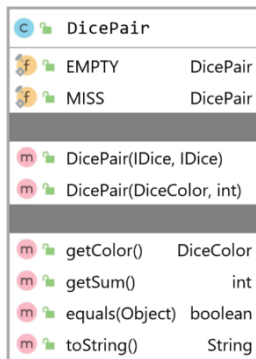 C DicePair
f EMPTY DicePair
f MISS DicePair
m DicePair(IDice, IDice)
m DicePair(DiceColor, int)
m getColor() DiceColor
m getSum() int
m equals(Object) boolean
m toString() String